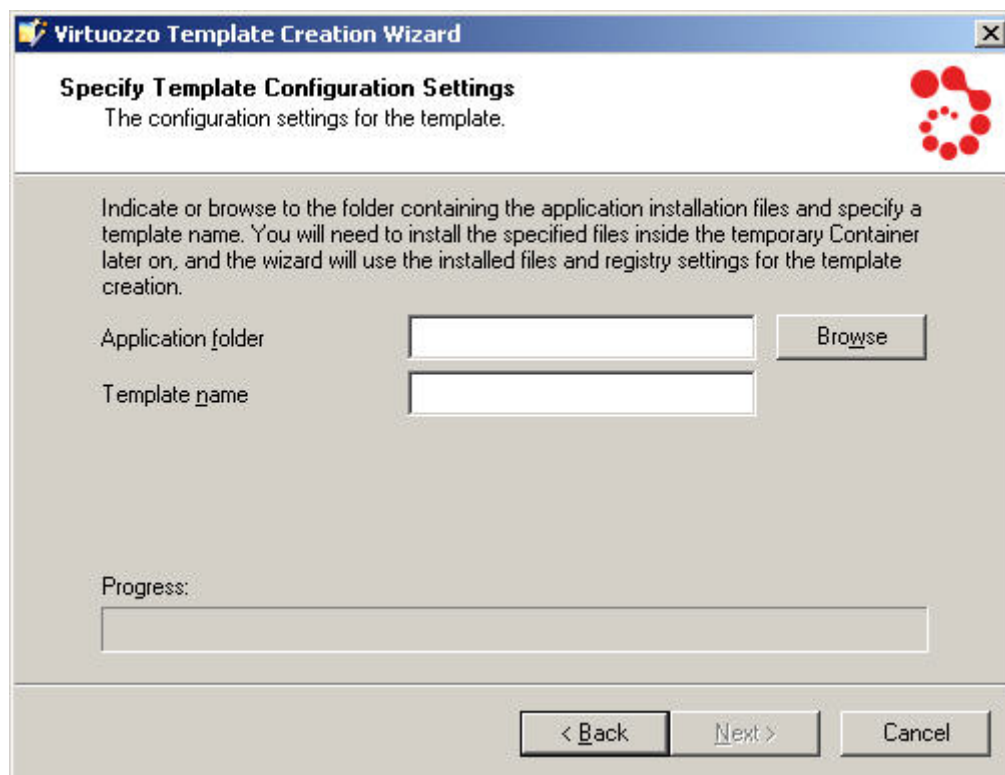 Virtuozzo Template Creation Wizard
Specify Template Configuration Settings
The configuration settings for the template.
Indicate or browse to the folder containing the application installation files and specify a
template name. You will need to install the specified files inside the temporary Container
later on, and the wizard will use the installed files and registry settings for the template
creation.
Application folder
Browse
Template name
Progress:
< Back
Next >
Cancel